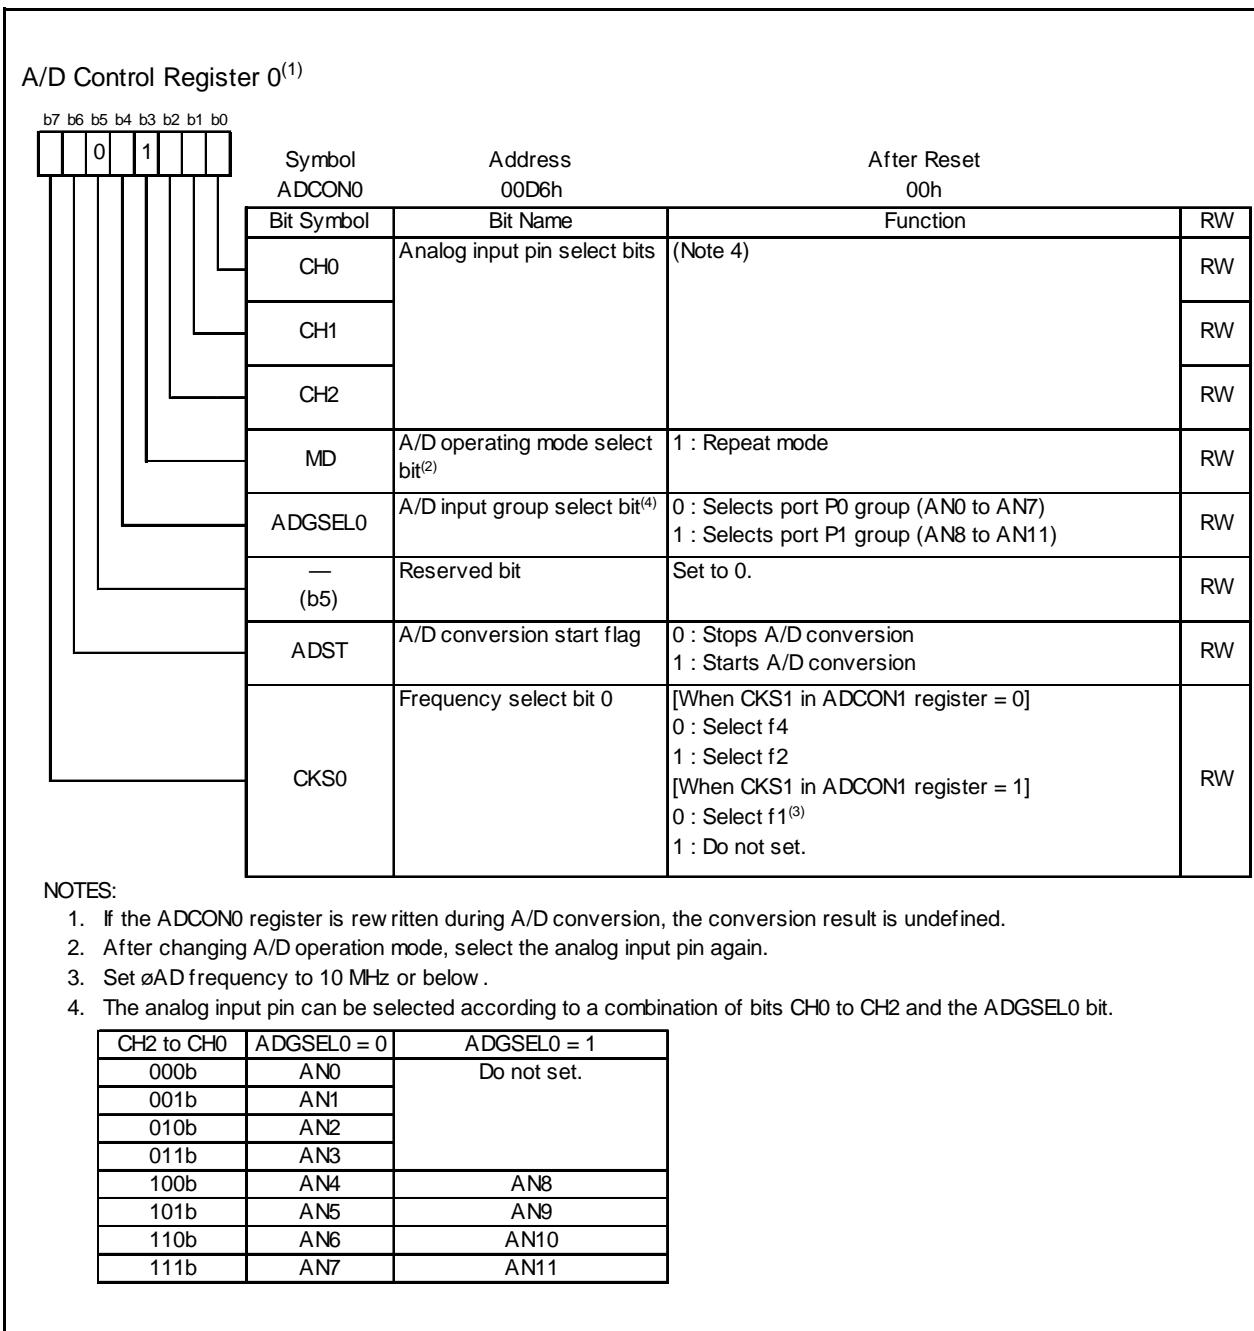 A/D Control Register 0(1)
b7 b6 b5 b4 b3 b2 b1 b0
0 1
Symbol Address After Reset
ADCON0 00D6h 00h
Bit Symbol Bit Name Function RW
CH0 Analog input pin select bits (Note 4) RW
CH1 RW
CH2 RW
MD A/D operating mode select bit(2) 1 : Repeat mode RW
ADGSEL0 A/D input group select bit(4) 0 : Selects port P0 group (AN0 to AN7)
1 : Selects port P1 group (AN8 to AN11) RW
— (b5) Reserved bit Set to 0. RW
ADST A/D conversion start flag 0 : Stops A/D conversion
1 : Starts A/D conversion RW
CKS0 Frequency select bit 0 [When CKS1 in ADCON1 register = 0]
0 : Select f4
1 : Select f2
[When CKS1 in ADCON1 register = 1]
0 : Select f1(3)
1 : Do not set. RW
NOTES:
1. If the ADCON0 register is rewritten during A/D conversion, the conversion result is undefined.
2. After changing A/D operation mode, select the analog input pin again.
3. Set øAD frequency to 10 MHz or below.
4. The analog input pin can be selected according to a combination of bits CH0 to CH2 and the ADGSEL0 bit.
CH2 to CH0 ADGSEL0 = 0 ADGSEL0 = 1
000b AN0 Do not set.
001b AN1
010b AN2
011b AN3
100b AN4 AN8
101b AN5 AN9
110b AN6 AN10
111b AN7 AN11